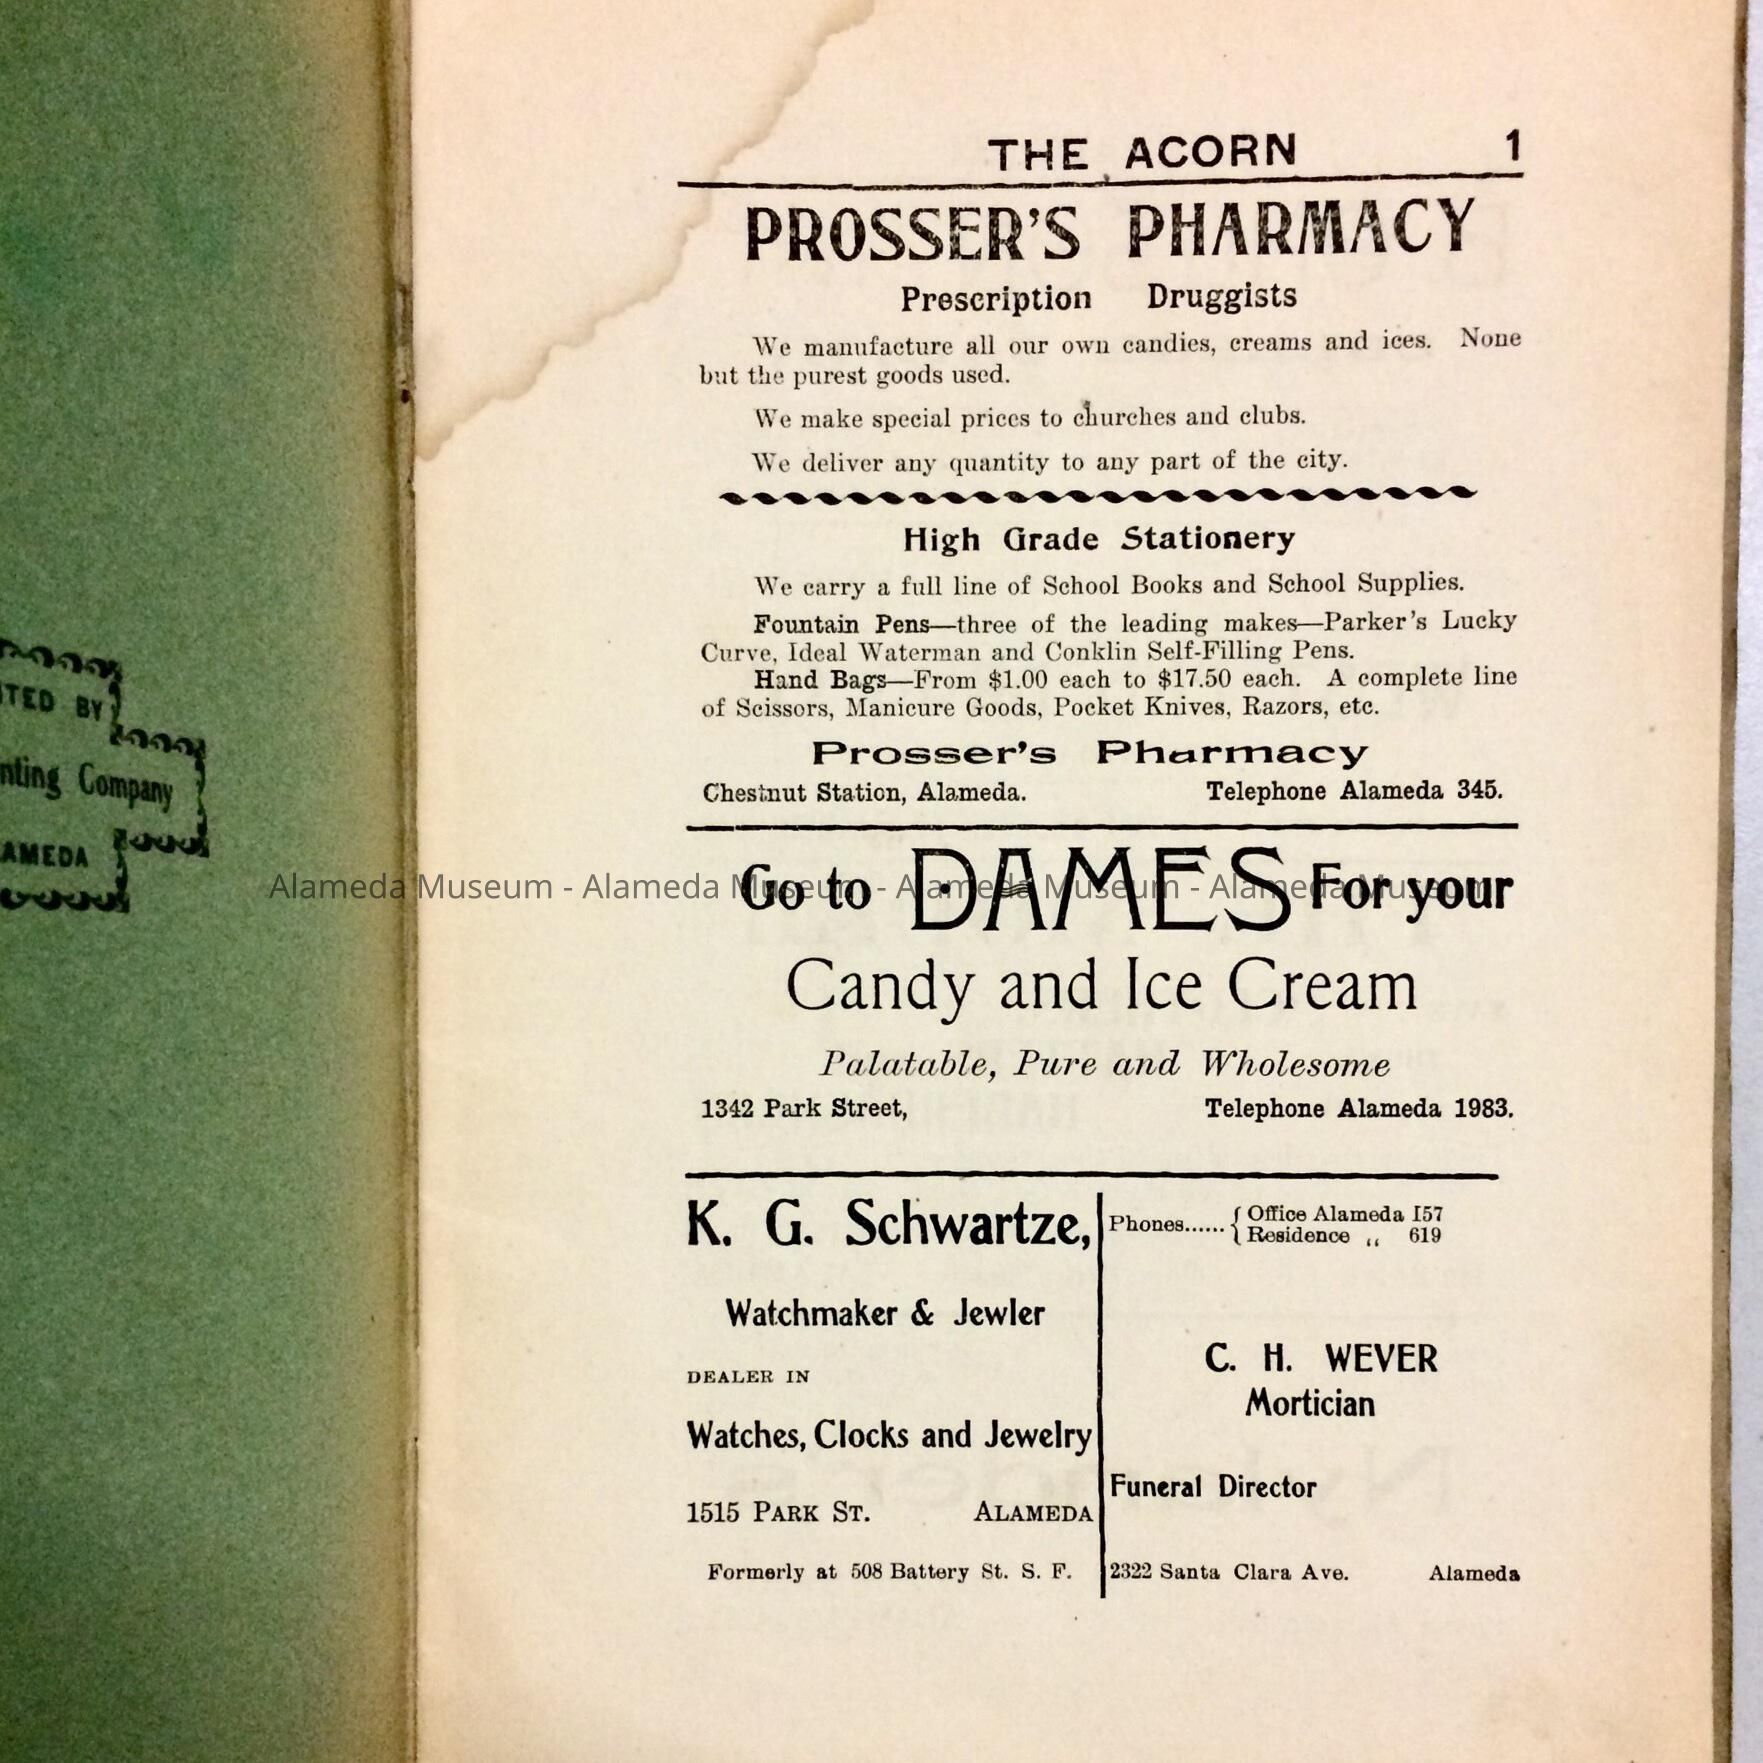 THE ACORN 1
PROSSER'S PHARMACY
Prescription Druggists
We manufacture all our own candies, creams and ices. None
but the purest goods used.
We make special prices to churches and clubs.
We deliver any quantity to any part of the city.
High Grade Stationery
We carry a full line of School Books and School Supplies.
Fountain Pens—three of the leading makes—Parker's Lucky
Curve, Ideal Waterman and Conklin Self-Filling Pens.
Hand Bags—From $1.00 each to $17.50 each. A complete line
of Scissors, Manicure Goods, Pocket Knives, Razors, etc.
Prosser's Pharmacy
Chestnut Station, Alameda. Telephone Alameda 345.
Go to DAMES For your
Candy and Ice Cream
Palatable, Pure and Wholesome
1342 Park Street, Telephone Alameda 1983.
K. G. Schwartze,
Watchmaker & Jewler
DEALER IN
Watches, Clocks and Jewelry
1515 PARK ST. ALAMEDA
Formerly at 508 Battery St. S. F.
Phones...... { Office Alameda 157
Residence ,, 619
C. H. WEVER
Mortician
Funeral Director
2322 Santa Clara Ave. Alameda
BY
Company
Alameda Museum - Alameda Museum - Alameda Museum - Alameda Museum